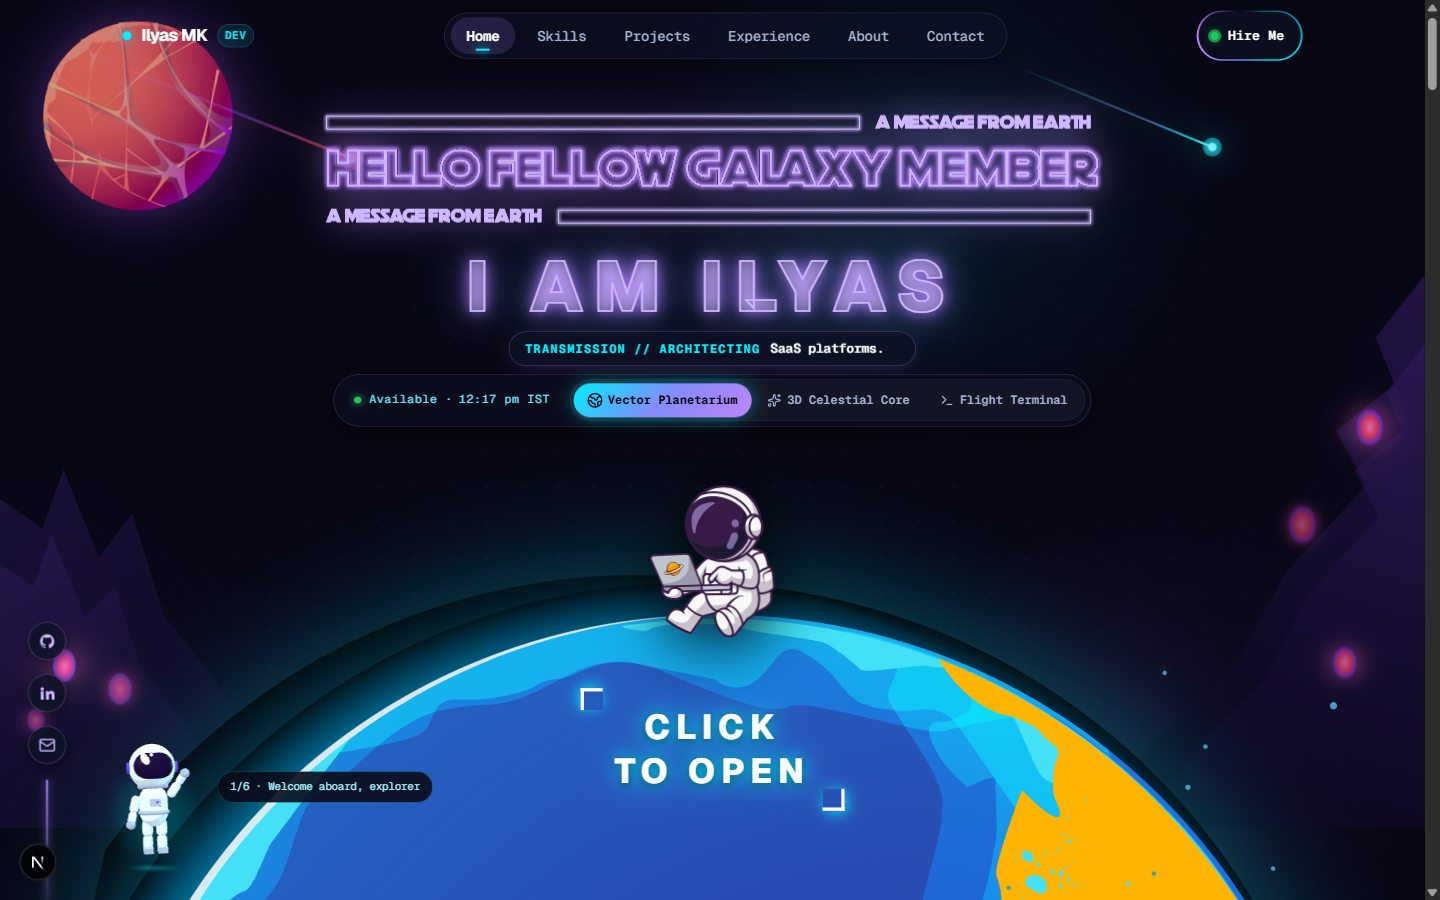 Ilyas MK DEV
Home Skills Projects Experience About Contact
Hire Me
A MESSAGE FROM EARTH
HELLO FELLOW GALAXY MEMBER
A MESSAGE FROM EARTH
I AM ILYAS
TRANSMISSION // ARCHITECTING SaaS platforms.
Available · 12:17 pm IST Vector Planetarium 3D Celestial Core Flight Terminal
CLICK
TO OPEN
in
1/6 · Welcome aboard, explorer
N